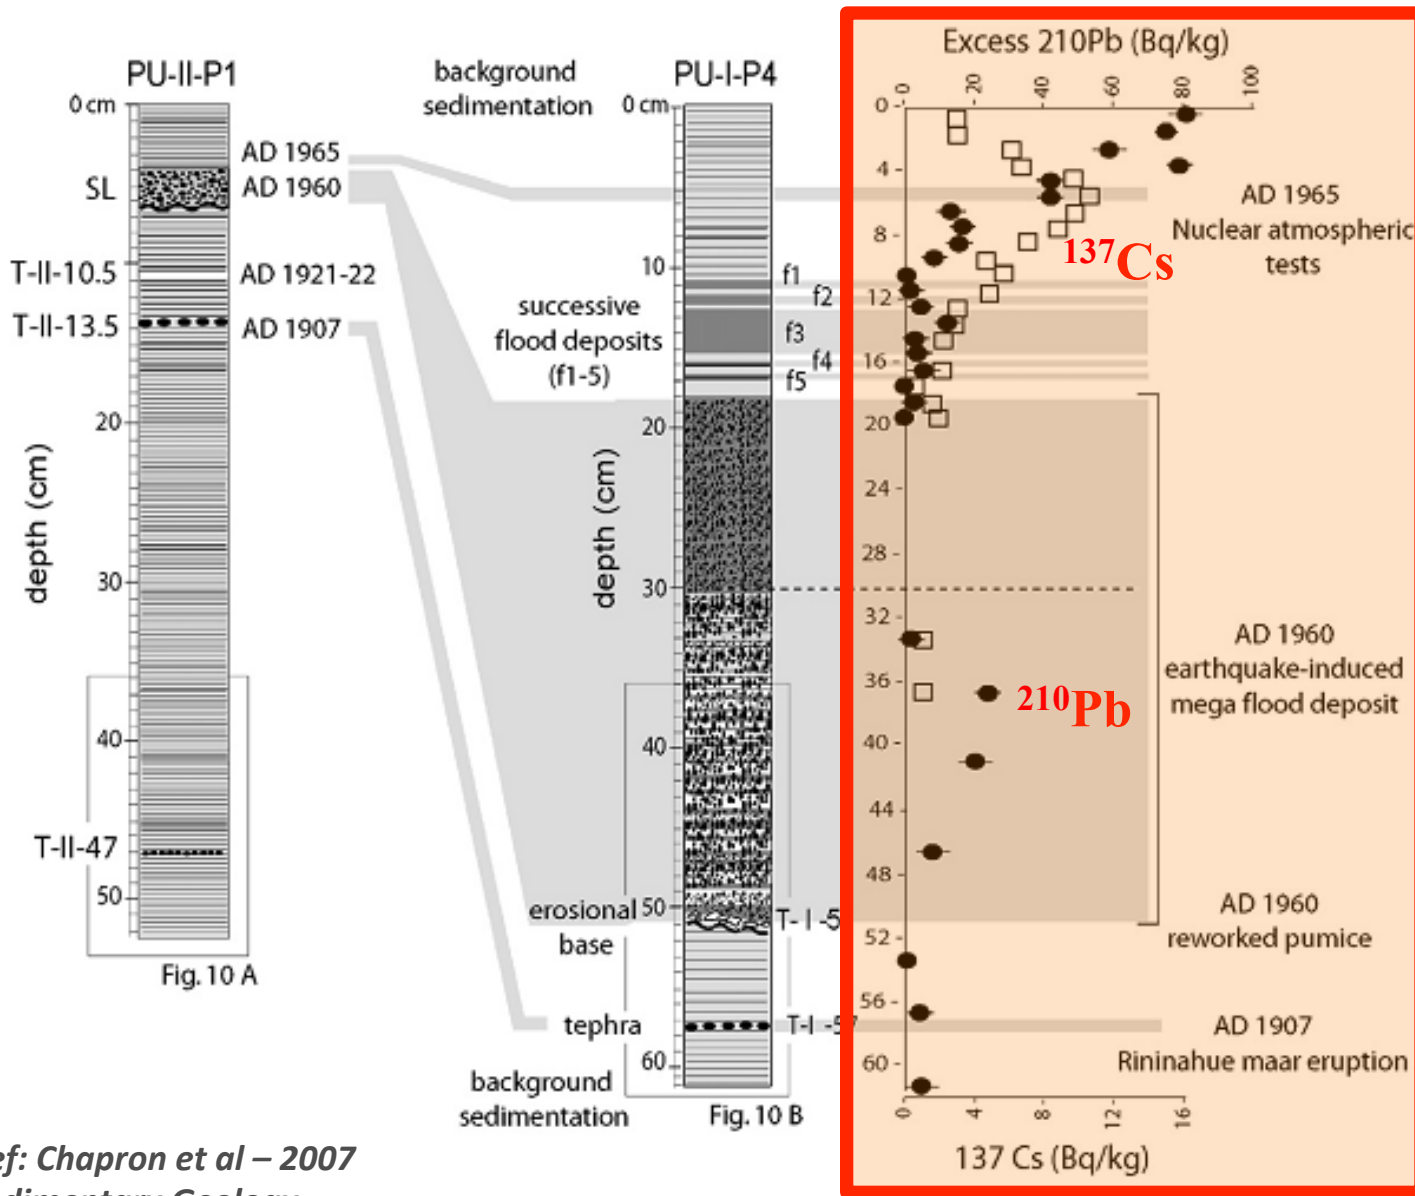 PU-II-P1
0 cm
SL
T-II-10.5
T-II-13.5
20
30
40
T-II-47
50
depth (cm)
Fig. 10 A
AD 1965
AD 1960
AD 1921-22
AD 1907
background
sedimentation
successive
flood deposits
(f1-5)
erosional
base
tephra
background
sedimentation
PU-I-P4
0 cm
10
20
30
40
50
60
depth (cm)
f1
f2
f3
f4
f5
T- I -5
T-I -57
Fig. 10 B
Excess 210Pb (Bq/kg)
0 20 40 60 80 100
0
4
8
12
16
20
24
28
32
36
40
44
48
52
56
60
137Cs
210Pb
AD 1965
Nuclear atmospheric
tests
AD 1960
earthquake-induced
mega flood deposit
AD 1960
reworked pumice
AD 1907
Rininahue maar eruption
0 4 8 12 16
137 Cs (Bq/kg)
ef: Chapron et al – 2007
dimentary Geology